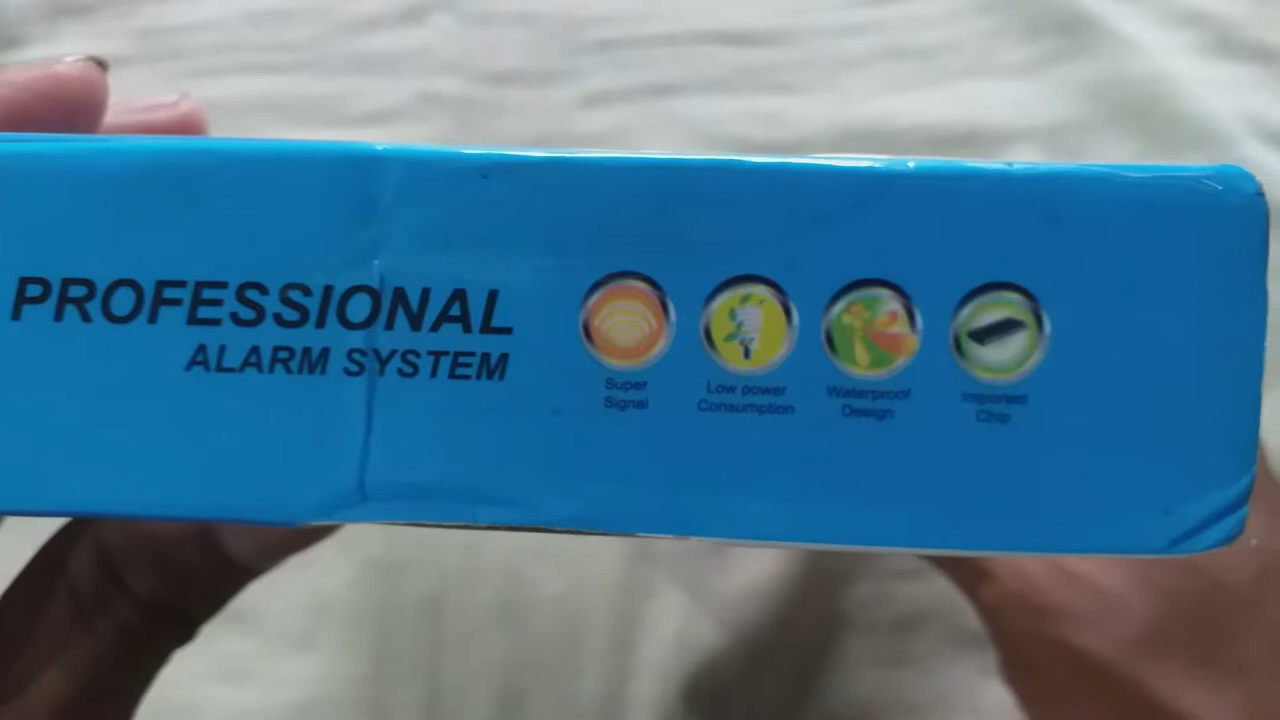 PROFESSIONAL
ALARM SYSTEM
Super
Signal
Low power
Consumption
Waterproof
Design
Imported
Chip